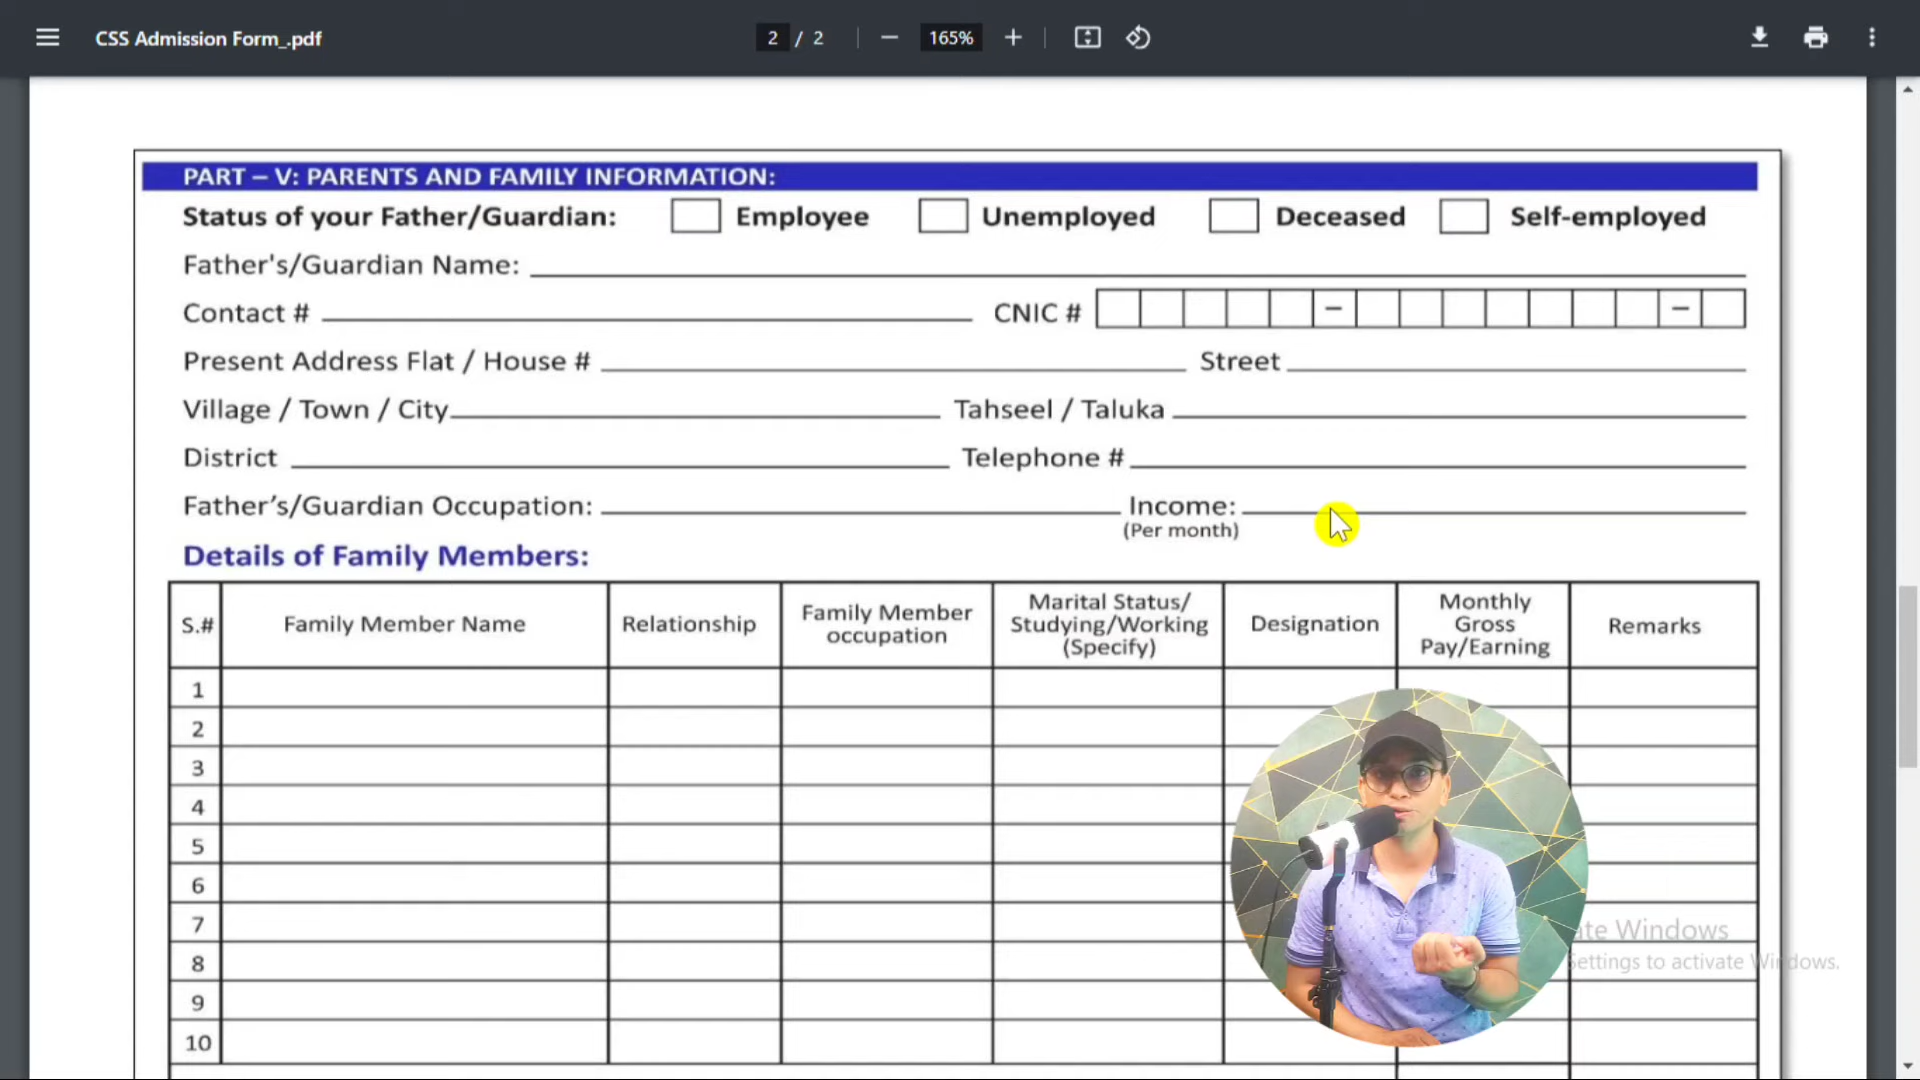 CSS Admission Form_.pdf
2 / 2
165%
PART – V: PARENTS AND FAMILY INFORMATION:
Status of your Father/Guardian: Employee Unemployed Deceased Self-employed
Father's/Guardian Name:
Contact # CNIC # – –
Present Address Flat / House # Street
Village / Town / City Tahseel / Taluka
District Telephone #
Father’s/Guardian Occupation: Income:
(Per month)
Details of Family Members:
S.# Family Member Name Relationship Family Member occupation Marital Status/ Studying/Working (Specify) Designation Monthly Gross Pay/Earning Remarks
1
2
3
4
5
6
7
8
9
10
Windows
Settings to activate Windows.